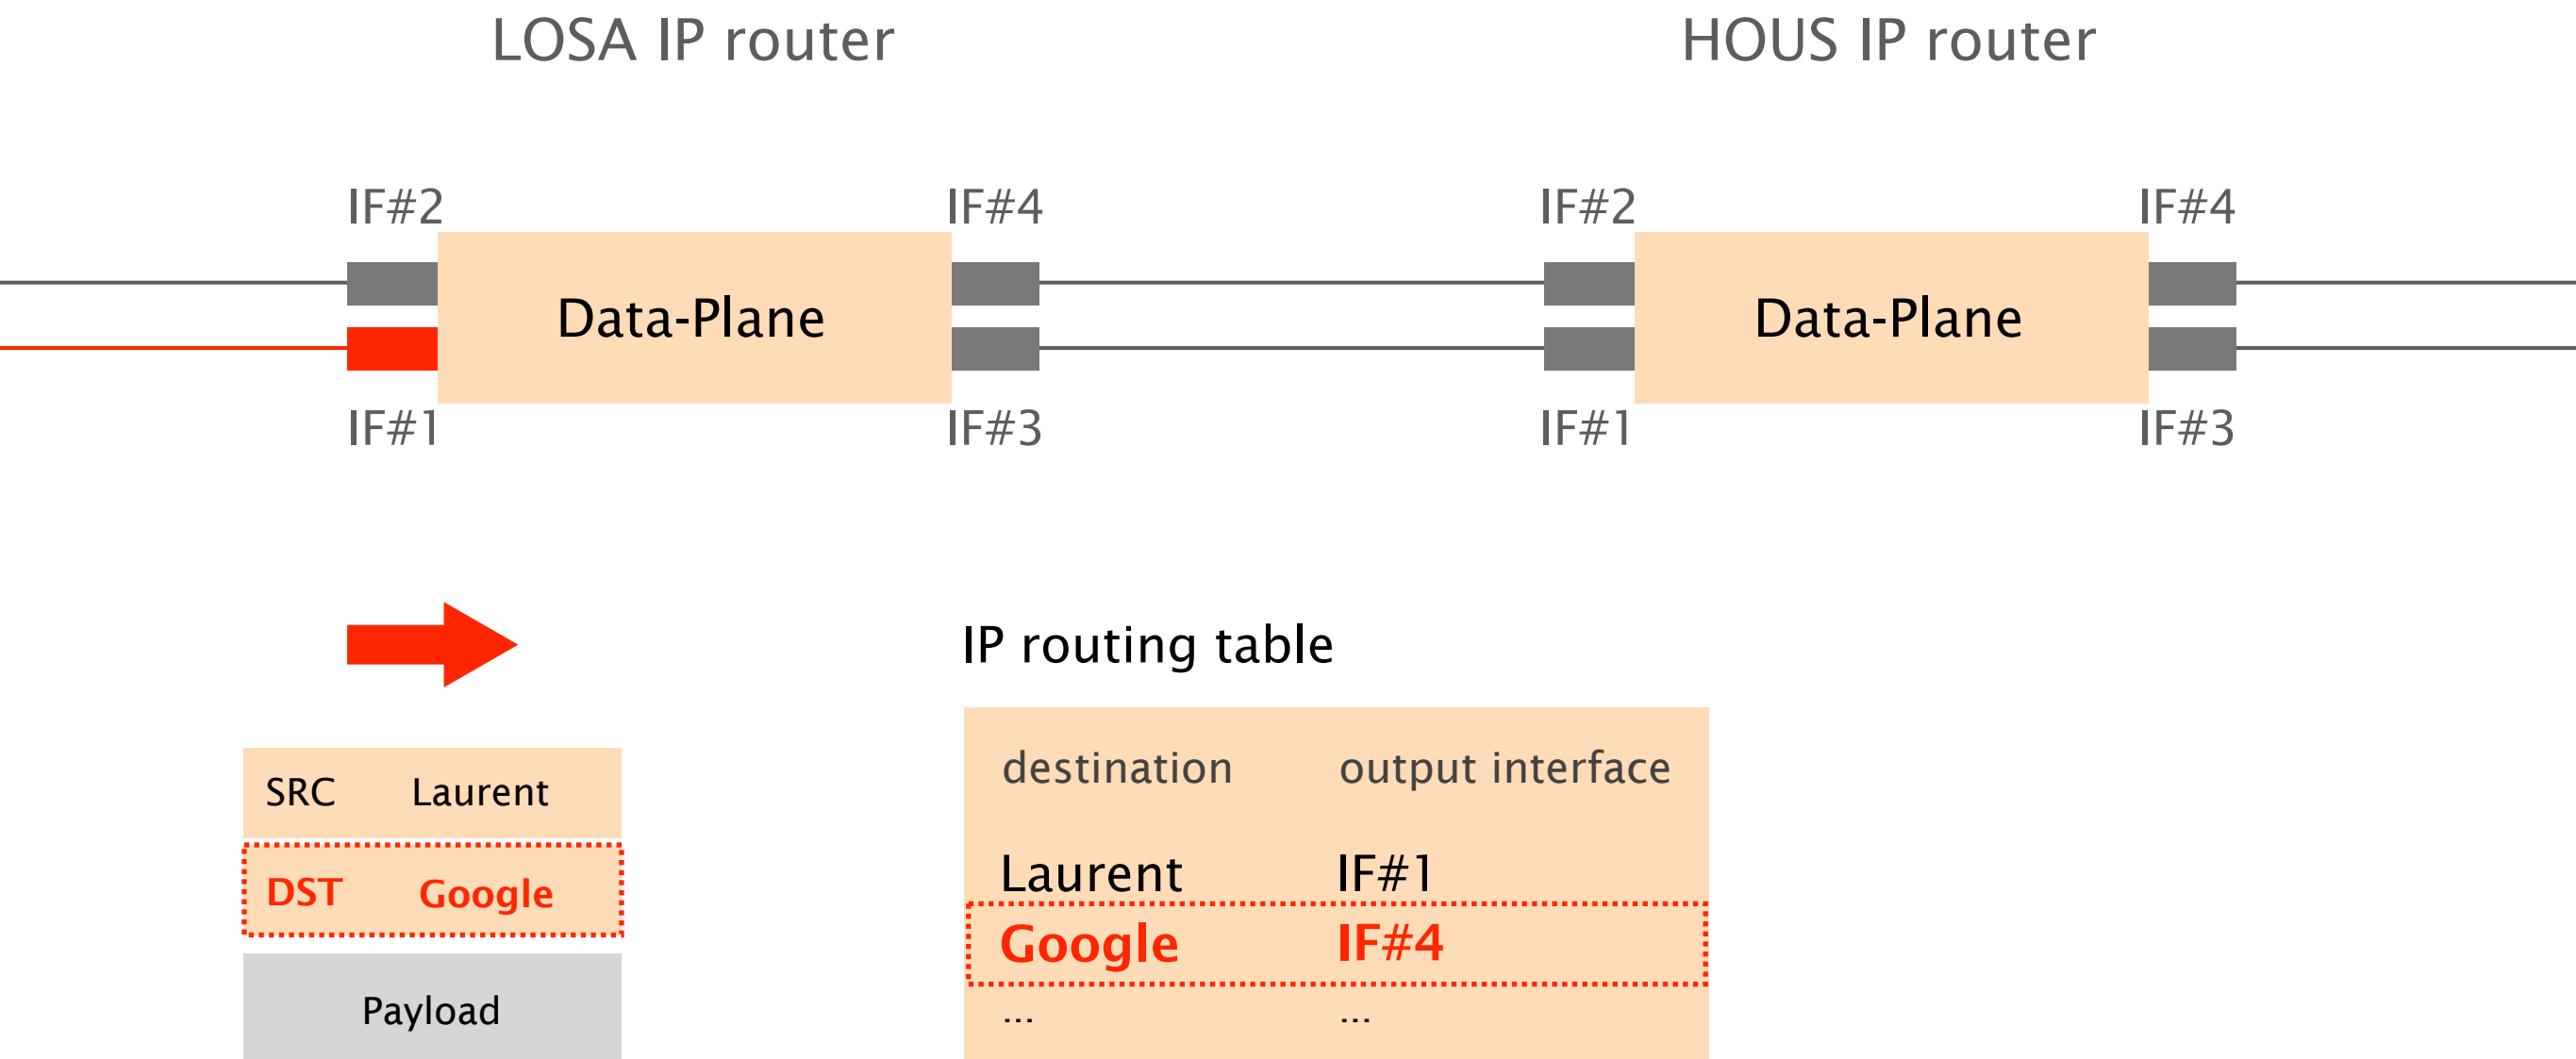 LOSA IP router
HOUS IP router
IF#2
IF#4
IF#2
IF#4
Data-Plane
Data-Plane
IF#1
IF#3
IF#1
IF#3
IP routing table
destination output interface
SRC Laurent
Laurent IF#1
DST Google
Google IF#4
Payload
... ...